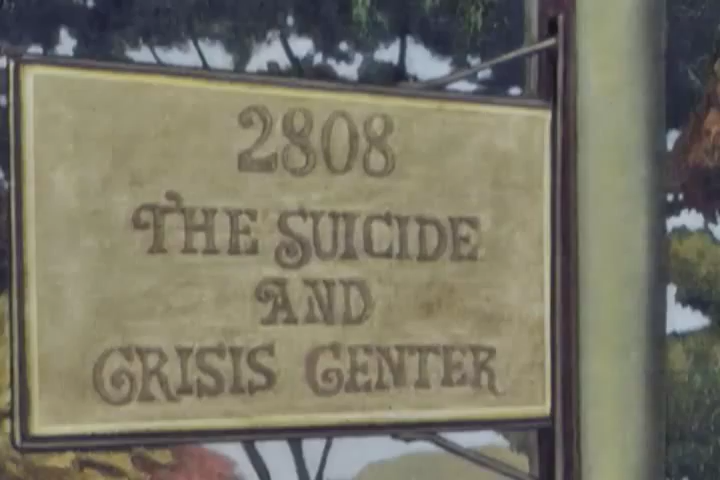 2808
THE SUICIDE
AND
CRISIS CENTER